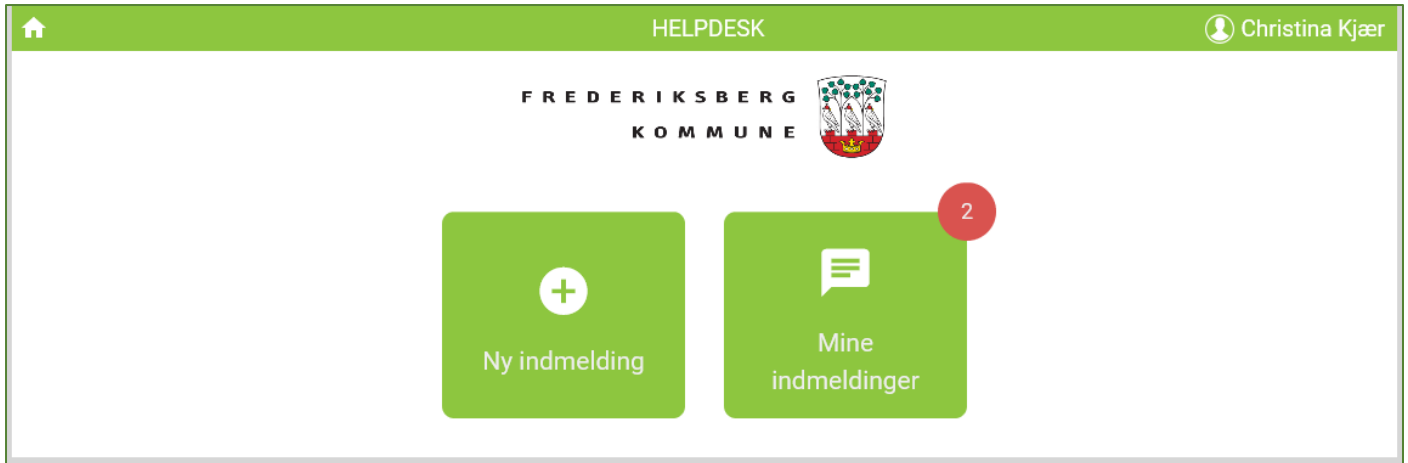 HELPDESK
Christina Kjær
FREDERIKSBERG
KOMMUNE
2
Ny indmelding
Mine
indmeldinger